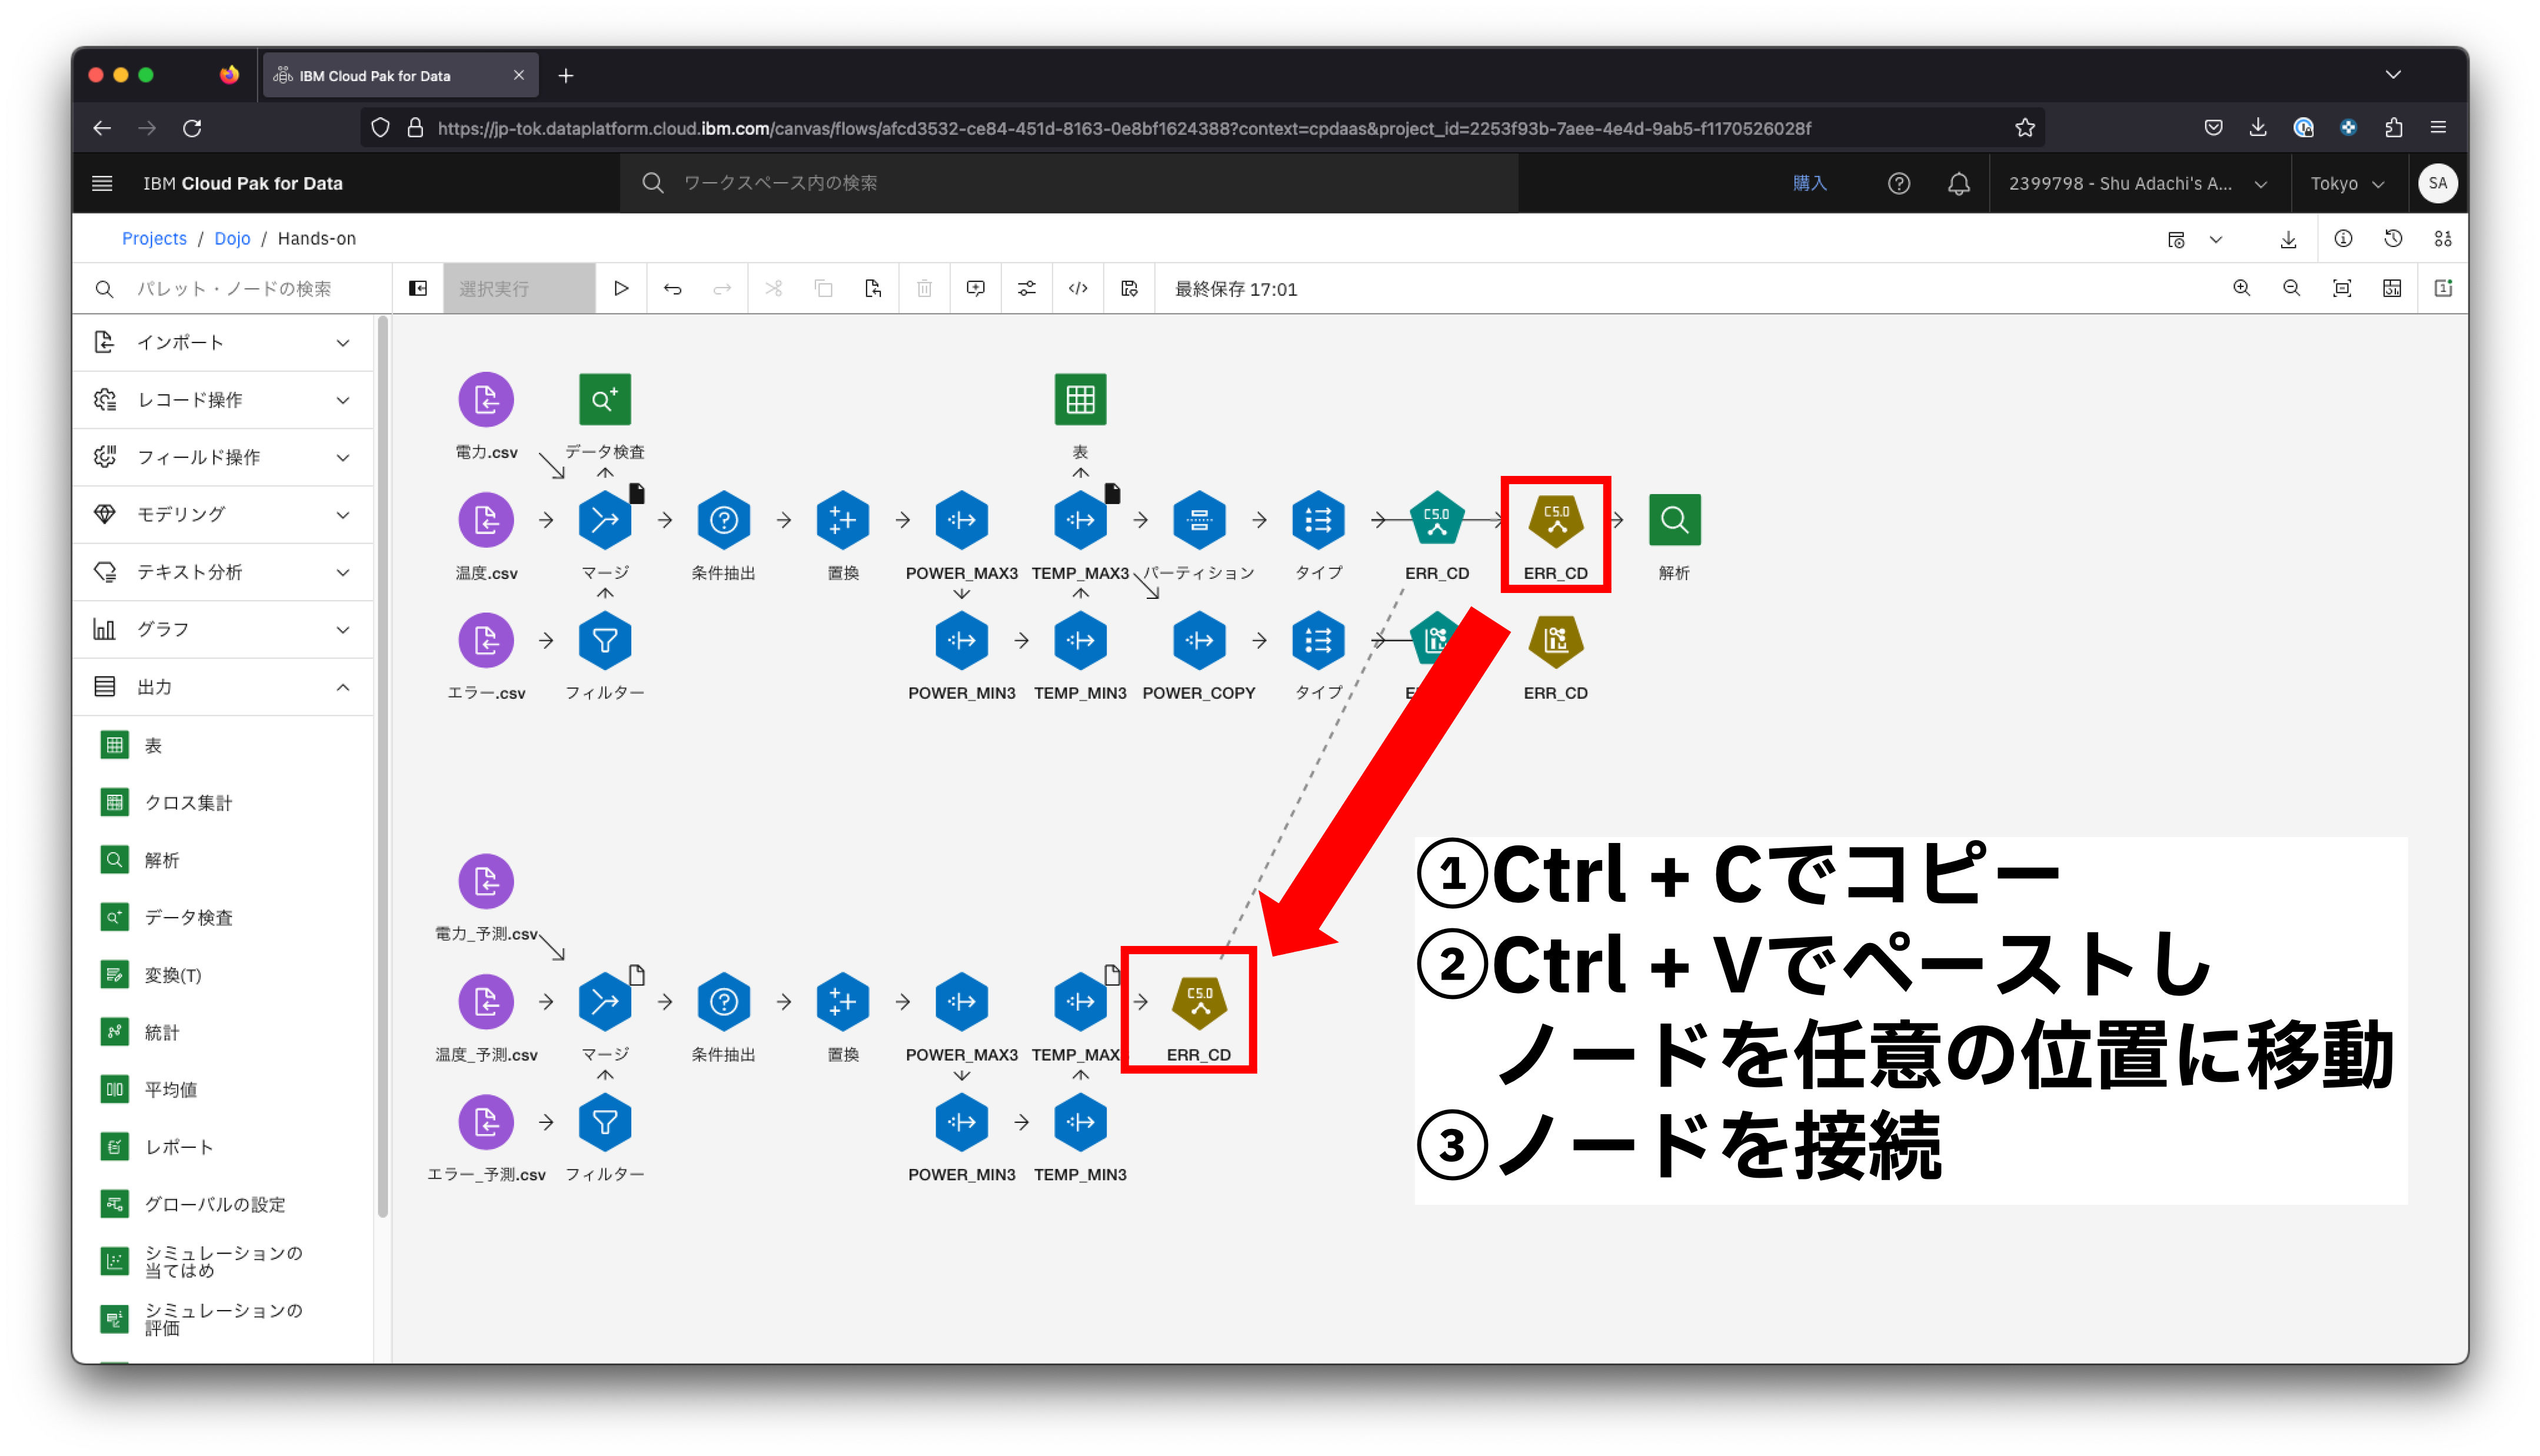 IBM Cloud Pak for Data
https://jp-tok.dataplatform.cloud.ibm.com/canvas/flows/afcd3532-ce84-451d-8163-0e8bf1624388?context=cpdaas&project_id=2253f93b-7aee-4e4d-9ab5-f1170526028f
IBM Cloud Pak for Data
ワークスペース内の検索
購入
2399798 - Shu Adachi's A...
Tokyo
SA
Projects / Dojo / Hands-on
パレット・ノードの検索
選択実行
最終保存 17:01
インポート
レコード操作
フィールド操作
モデリング
テキスト分析
グラフ
出力
表
クロス集計
解析
データ検査
変換(T)
統計
平均値
レポート
グローバルの設定
シミュレーションの
当てはめ
シミュレーションの
評価
電力.csv
データ検査
表
C5.0
C5.0
温度.csv
マージ
条件抽出
置換
POWER_MAX3
TEMP_MAX3
パーティション
タイプ
ERR_CD
ERR_CD
解析
エラー.csv
フィルター
POWER_MIN3
TEMP_MIN3
POWER_COPY
タイプ
E
ERR_CD
電力_予測.csv
C5.0
温度_予測.csv
マージ
条件抽出
置換
POWER_MAX3
TEMP_MAX
ERR_CD
エラー_予測.csv
フィルター
POWER_MIN3
TEMP_MIN3
①Ctrl + Cでコピー
②Ctrl + Vでペーストし
ノードを任意の位置に移動
③ノードを接続